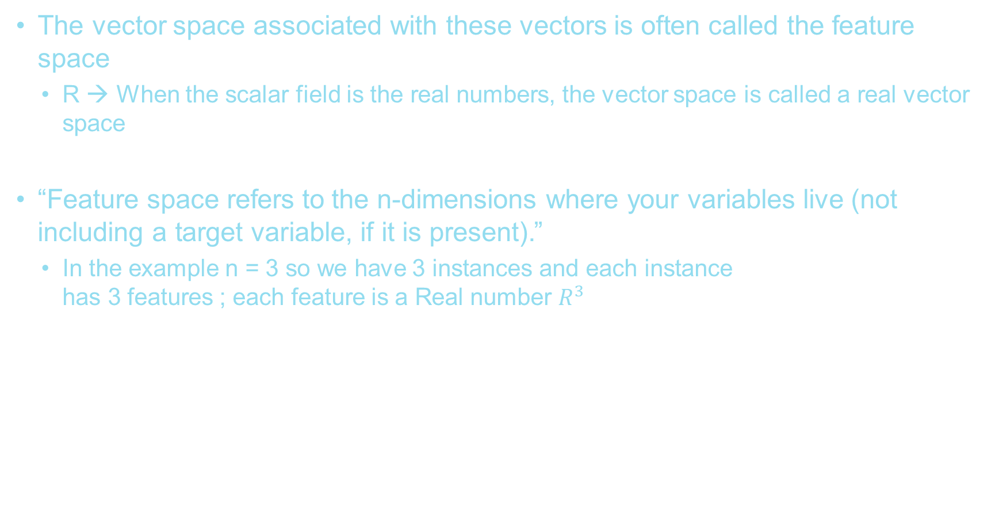 • The vector space associated with these vectors is often called the feature
space
• R → When the scalar field is the real numbers, the vector space is called a real vector
space
• “Feature space refers to the n-dimensions where your variables live (not
including a target variable, if it is present).”
• In the example n = 3 so we have 3 instances and each instance
has 3 features ; each feature is a Real number R³